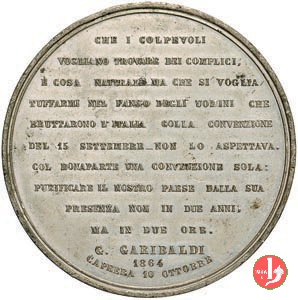 CHE I COLPEVOLI
VOGLIANO TROVARE DEI COMPLICI,
È COSA NATURALE MA CHE SI VOGLIA
TUFFARMI NEL FANGO DEGLI UOMINI CHE
BRUTTARONO L'ITALIA COLLA CONVENZIONE
DEL 15 SETTEMBRE NON LO ASPETTAVA.
COL BONAPARTE UNA CONVENZIONE SOLA:
PURIFICARE IL NOSTRO PAESE DALLA SUA
PRESENZA NON IN DUE ANNI,
MA IN DUE ORE.
G. GARIBALDI
1864
CAPRERA 10 OTTOBRE